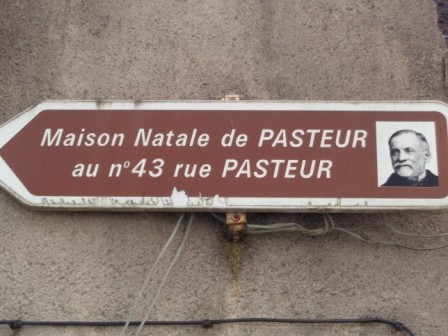 Maison Natale de PASTEUR
au n°43 rue PASTEUR